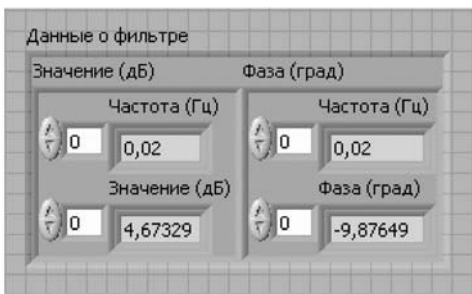 Данные о фильтре
Значение (дБ) Фаза (град)
Частота (Гц) Частота (Гц)
0 0,02 0 0,02
Значение (дБ) Фаза (град)
0 4,67329 0 -9,87649